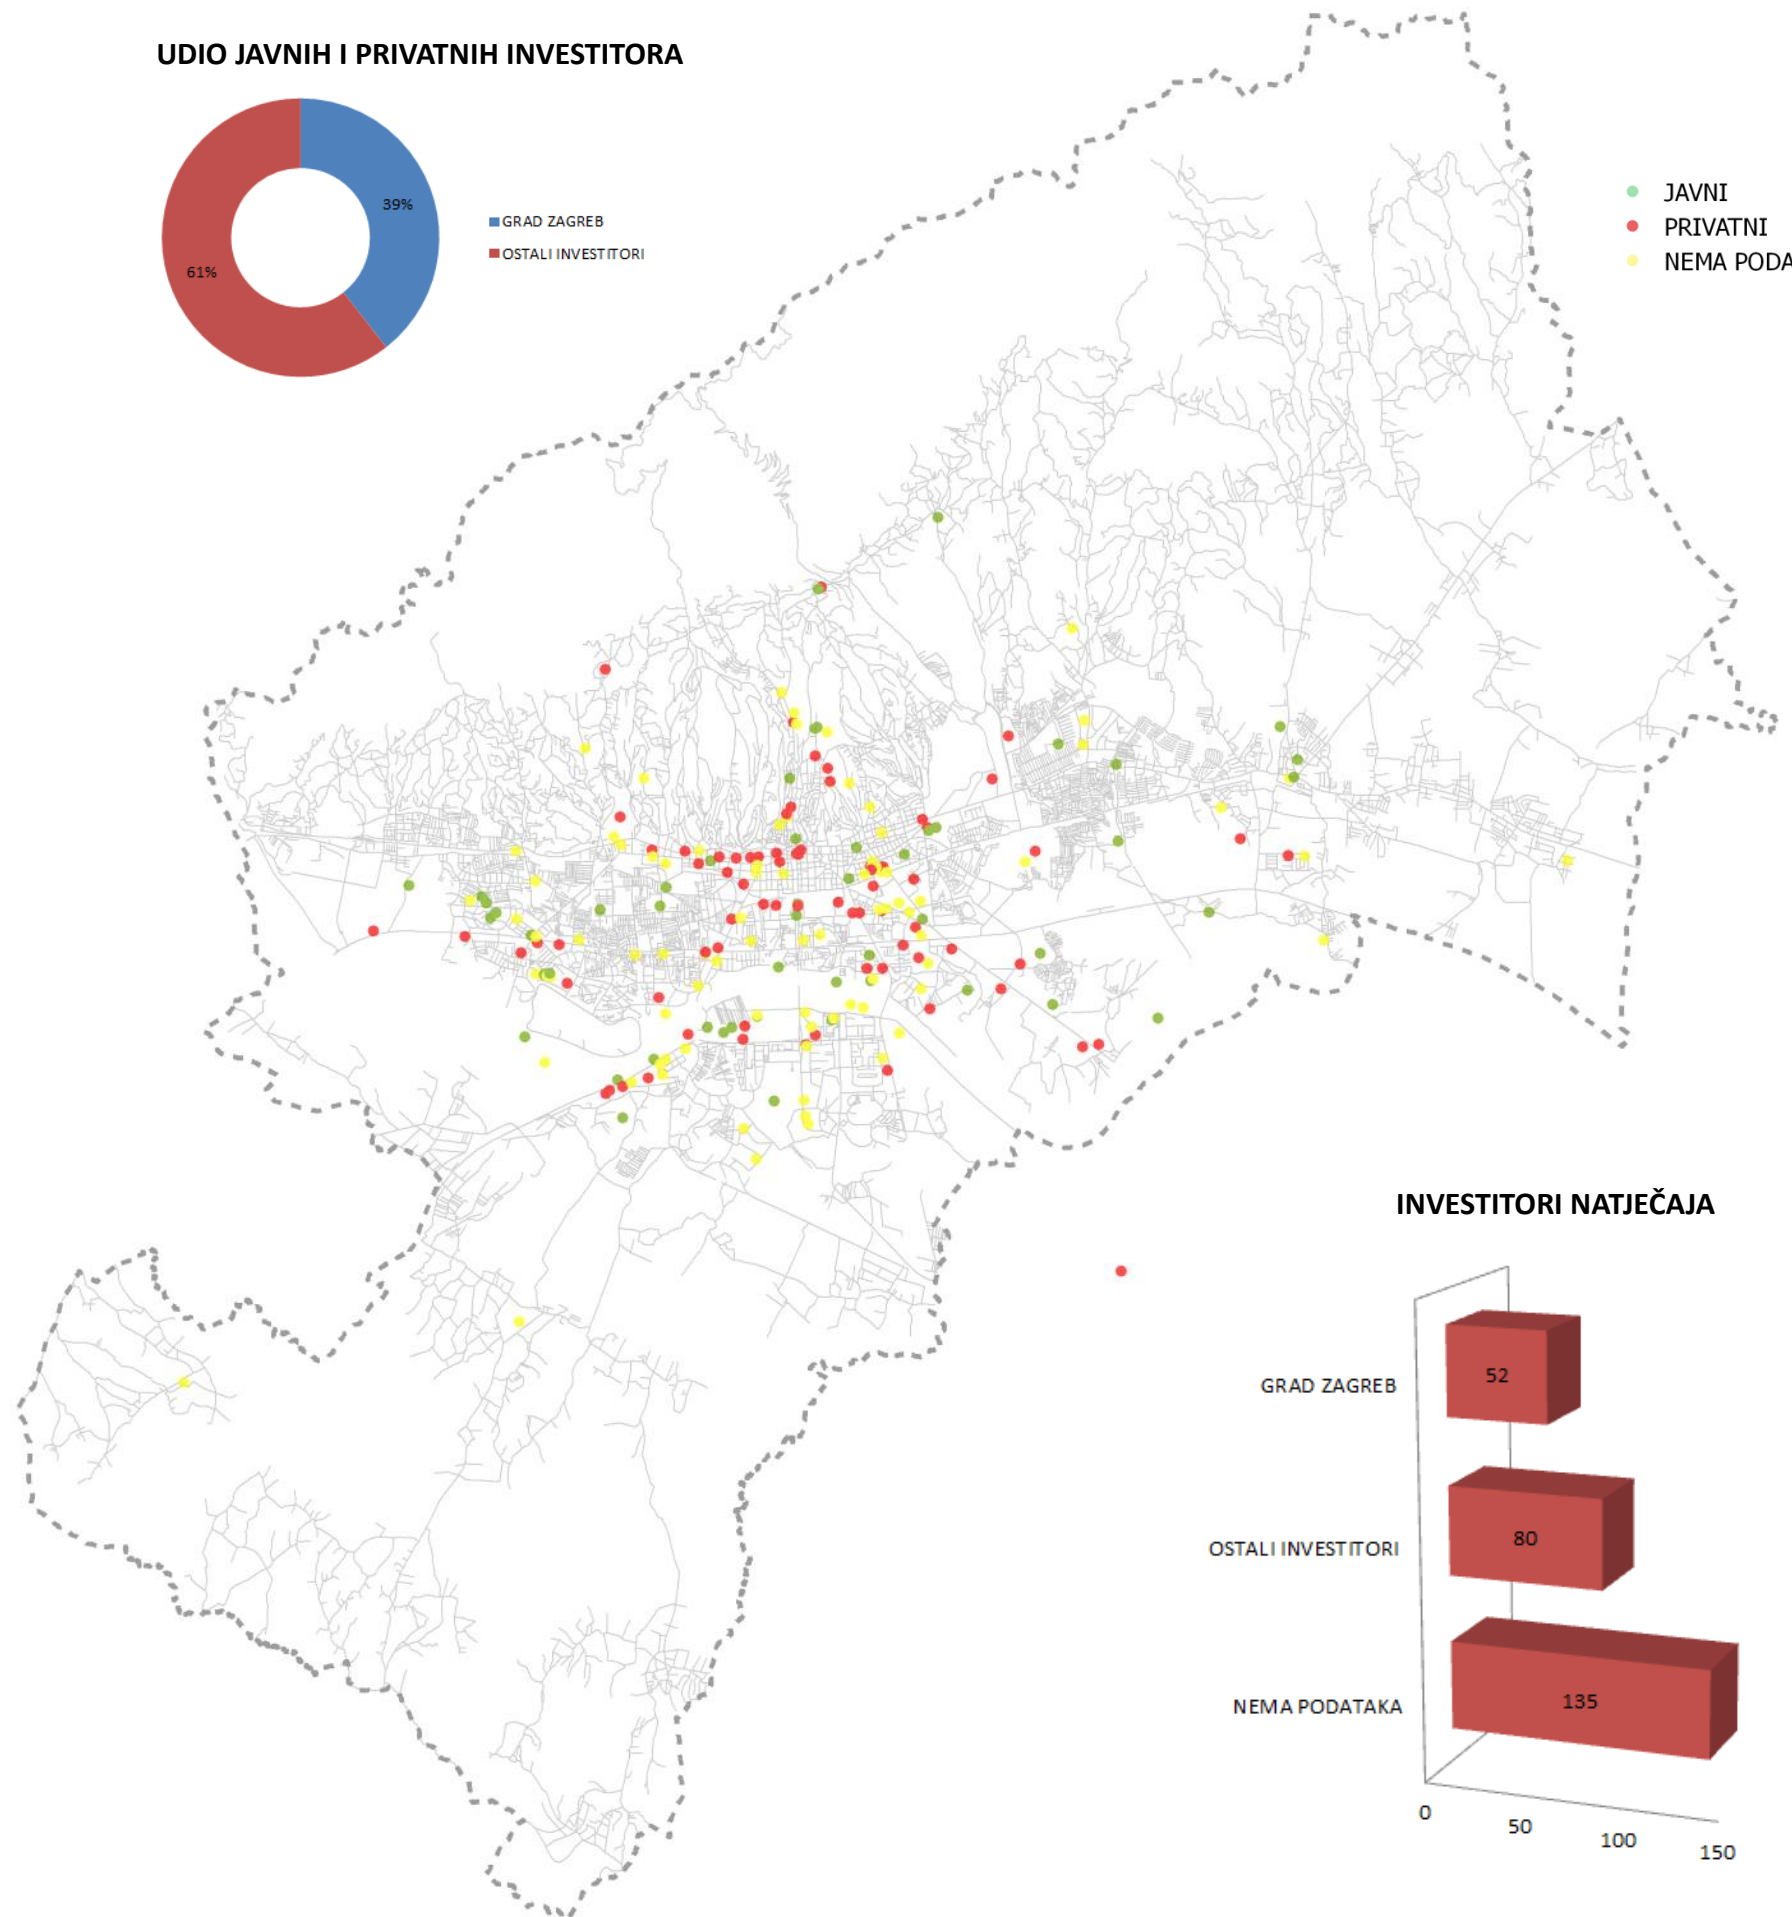 UDIO JAVNIH I PRIVATNIH INVESTITORA
39%
61%
GRAD ZAGREB
OSTALI INVESTITORI
JAVNI
PRIVATNI
NEMA PODA
INVESTITORI NATJEČAJA
GRAD ZAGREB
52
OSTALI INVESTITORI
80
NEMA PODATAKA
135
0
50
100
150